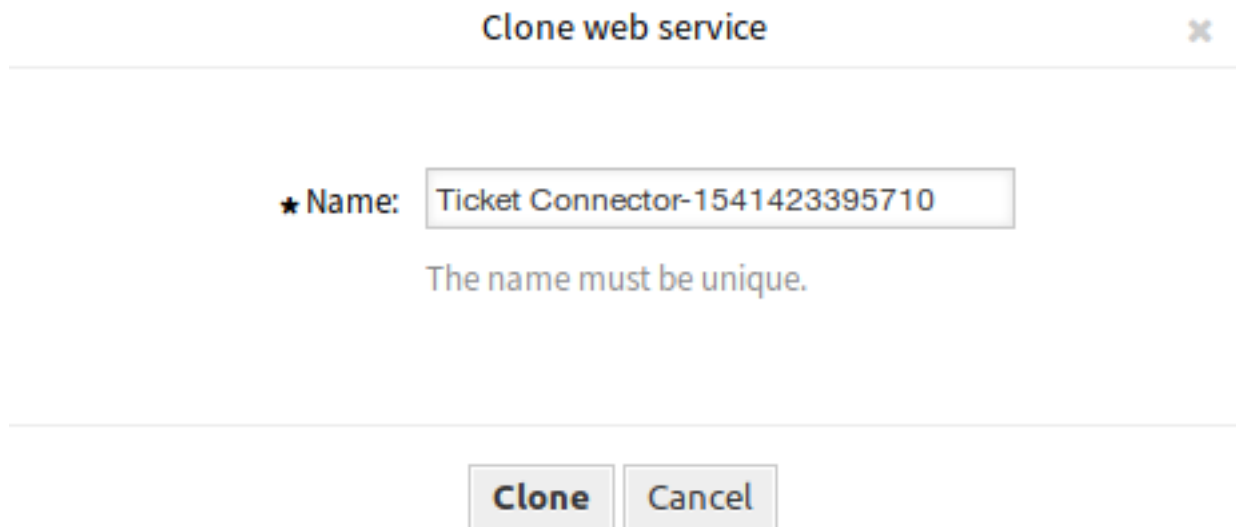 Clone web service
★ Name: Ticket Connector-1541423395710
The name must be unique.
Clone Cancel